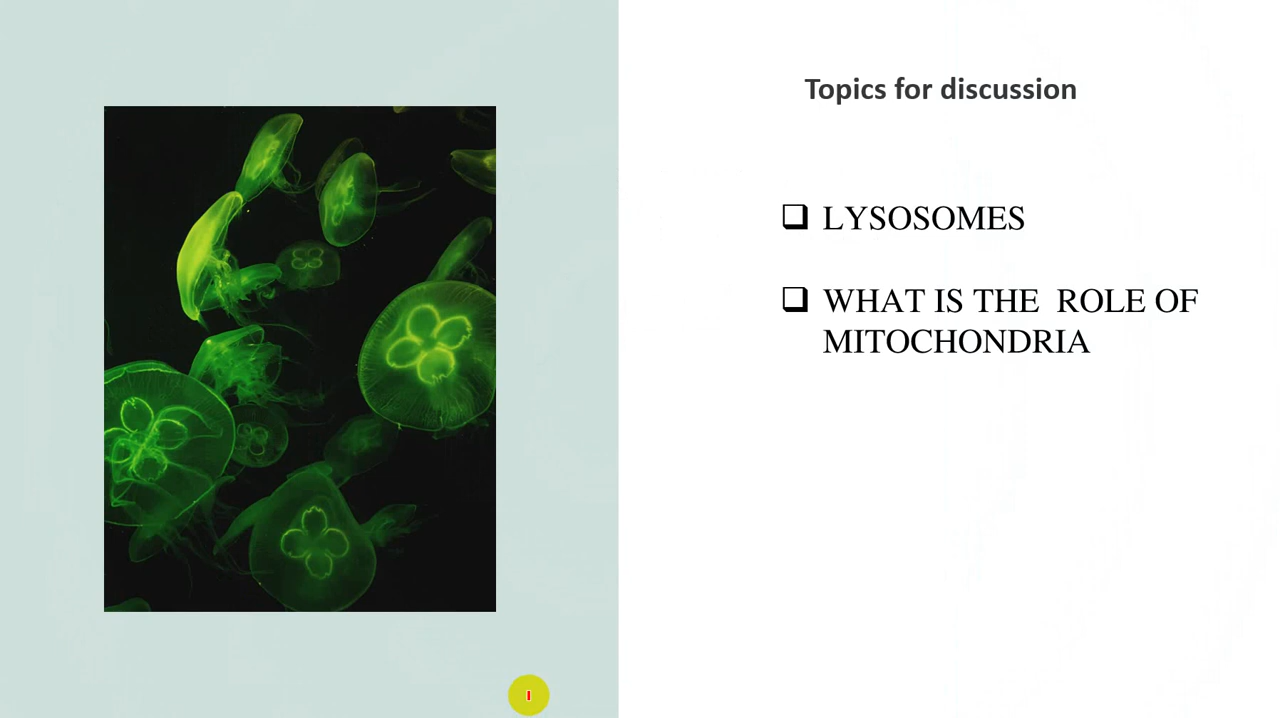 Topics for discussion
❑ LYSOSOMES
❑ WHAT IS THE ROLE OF
MITOCHONDRIA